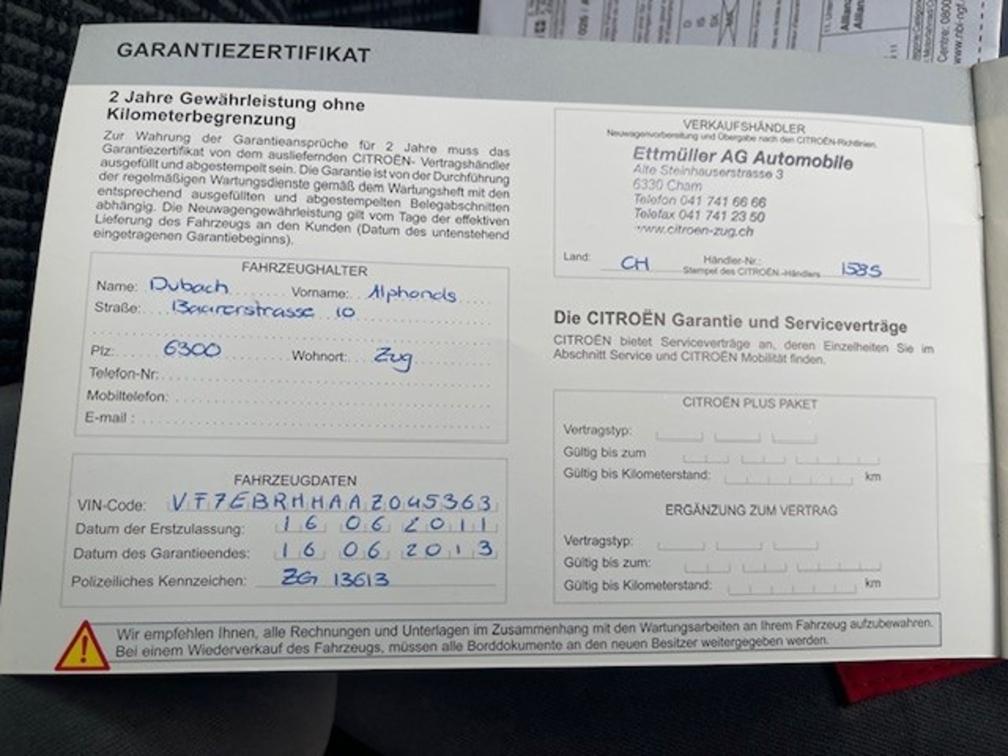 GARANTIEZERTIFIKAT
2 Jahre Gewährleistung ohne
Kilometerbegrenzung
Zur Wahrung der Garantieansprüche für 2 Jahre muss das
Garantiezertifikat von dem ausliefernden CITROËN- Vertragshändler
ausgefüllt und abgestempelt sein. Die Garantie ist von der Durchführung
der regelmäßigen Wartungsdienste gemäß dem Wartungsheft mit den
entsprechend ausgefüllten und abgestempelten Belegabschnitten
abhängig. Die Neuwagengewährleistung gilt vom Tage der effektiven
Lieferung des Fahrzeugs an den Kunden (Datum des untenstehend
eingetragenen Garantiebeginns).
FAHRZEUGHALTER
Name: Dubach Vorname: Alphonds
Straße: Baarerstrasse 10
Plz: 6300 Wohnort: Zug
Telefon-Nr:
Mobiltelefon:
E-mail :
FAHRZEUGDATEN
VIN-Code: VF7EBRHHAAZ045363
Datum der Erstzulassung: 16 06 2011
Datum des Garantieendes: 16 06 2013
Polizeiliches Kennzeichen: ZG 13613
VERKAUFSHÄNDLER
Neuwagenvorbereitung und Übergabe nach den CITROËN-Richtlinien.
Ettmüller AG Automobile
Alte Steinhauserstrasse 3
6330 Cham
Telefon 041 741 66 66
Telefax 041 741 23 50
www.citroen-zug.ch
Land: CH Händler-Nr.: 1585
Stempel des CITROËN-Händlers
Die CITROËN Garantie und Serviceverträge
CITROËN bietet Serviceverträge an, deren Einzelheiten Sie im
Abschnitt Service und CITROËN Mobilität finden.
CITROËN PLUS PAKET
Vertragstyp:
Gültig bis zum
Gültig bis Kilometerstand: km
ERGÄNZUNG ZUM VERTRAG
Vertragstyp:
Gültig bis zum:
Gültig bis Kilometerstand: km
Wir empfehlen Ihnen, alle Rechnungen und Unterlagen im Zusammenhang mit den Wartungsarbeiten an Ihrem Fahrzeug aufzubewahren.
Bei einem Wiederverkauf des Fahrzeugs, müssen alle Borddokumente an den neuen Besitzer weitergegeben werden.